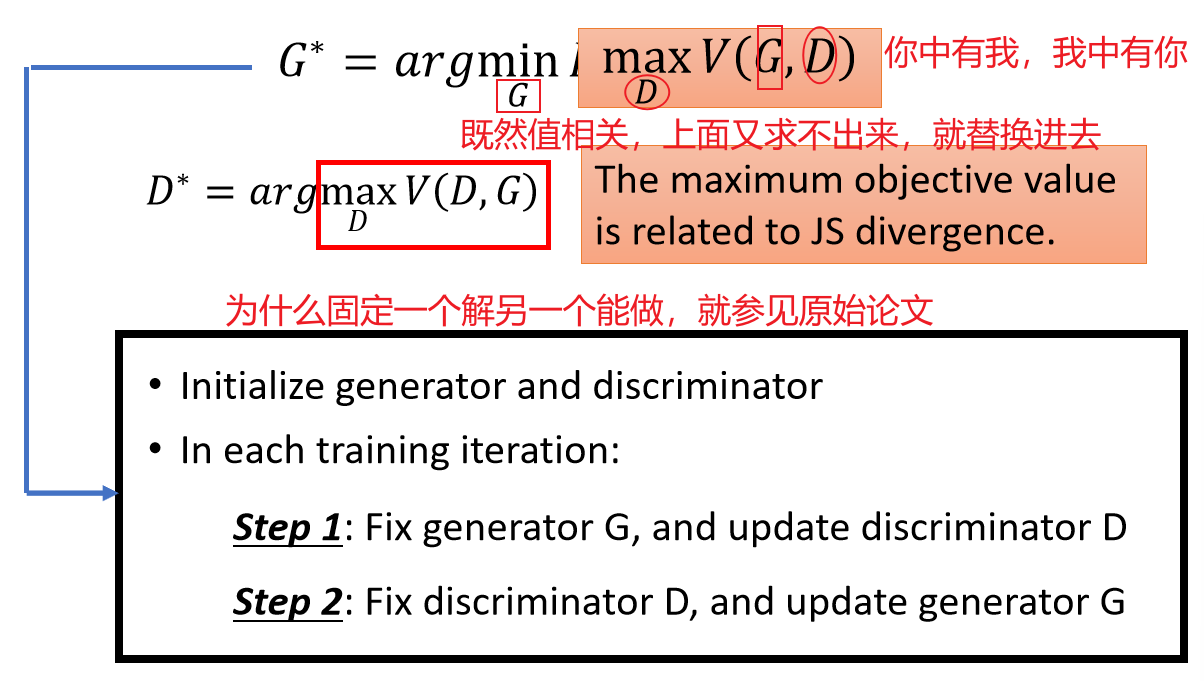 G* = arg min_G max_D V(G, D) 你中有我，我中有你
既然值相关，上面又求不出来，就替换进去
D* = arg max_D V(D, G)
The maximum objective value
is related to JS divergence.
为什么固定一个解另一个能做，就参见原始论文
• Initialize generator and discriminator
• In each training iteration:
Step 1: Fix generator G, and update discriminator D
Step 2: Fix discriminator D, and update generator G